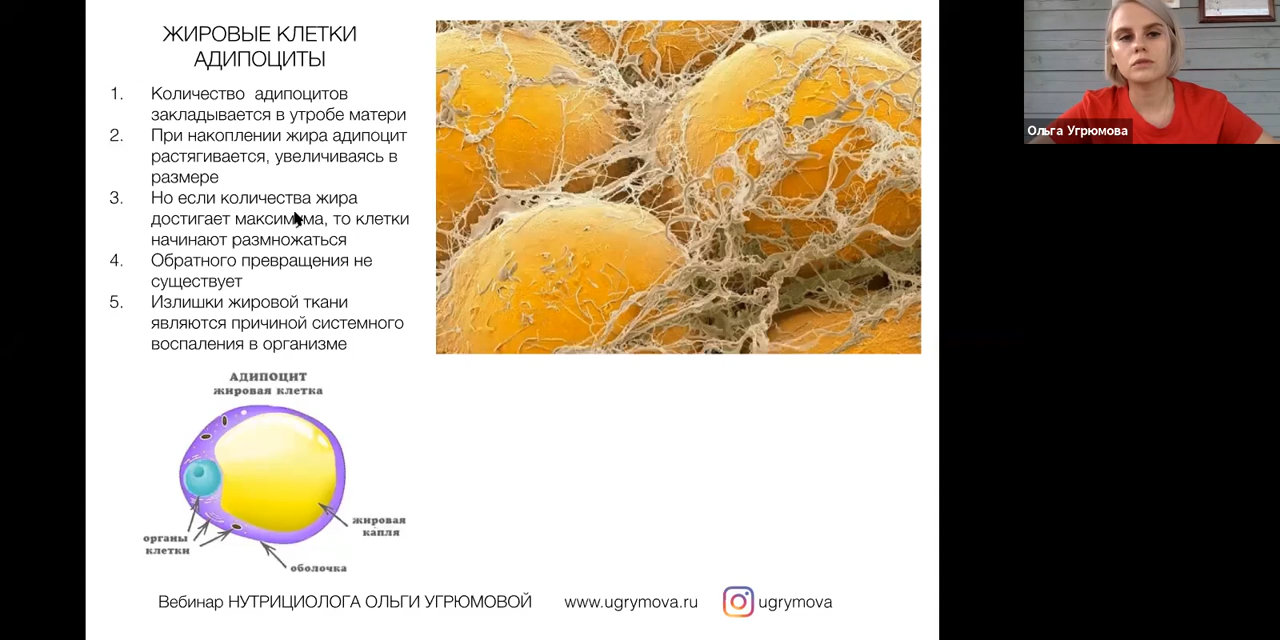 ЖИРОВЫЕ КЛЕТКИ
АДИПОЦИТЫ
1. Количество адипоцитов
закладывается в утробе матери
2. При накоплении жира адипоцит
растягивается, увеличиваясь в
размере
3. Но если количества жира
достигает максимума, то клетки
начинают размножаться
4. Обратного превращения не
существует
5. Излишки жировой ткани
являются причиной системного
воспаления в организме
АДИПОЦИТ
жировая клетка
жировая
капля
органы
клетки
оболочка
Вебинар НУТРИЦИОЛОГА ОЛЬГИ УГРЮМОВОЙ
www.ugrymova.ru
ugrymova
Ольга Угрюмова